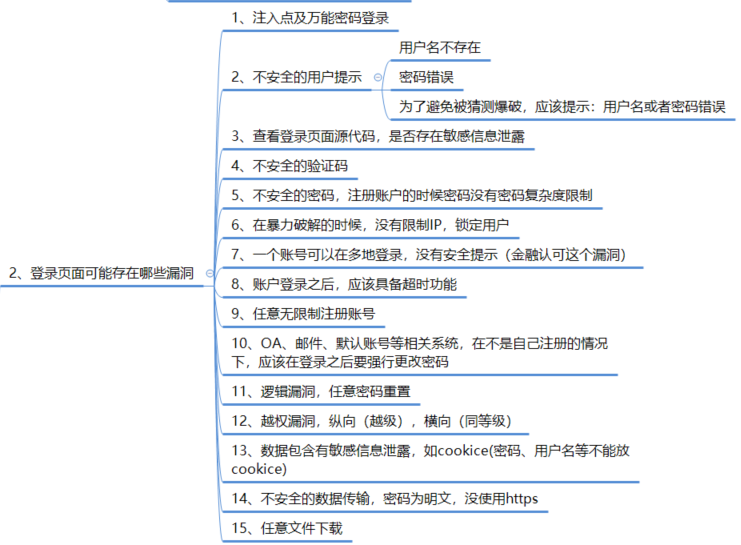 1、注入点及万能密码登录
用户名不存在
2、不安全的用户提示
密码错误
为了避免被猜测爆破，应该提示：用户名或者密码错误
3、查看登录页面源代码，是否存在敏感信息泄露
4、不安全的验证码
5、不安全的密码，注册账户的时候密码没有密码复杂度限制
6、在暴力破解的时候，没有限制IP，锁定用户
7、一个账号可以在多地登录，没有安全提示（金融认可这个漏洞）
2、登录页面可能存在哪些漏洞
8、账户登录之后，应该具备超时功能
9、任意无限制注册账号
10、OA、邮件、默认账号等相关系统，在不是自己注册的情况
下，应该在登录之后要强行更改密码
11、逻辑漏洞，任意密码重置
12、越权漏洞，纵向（越级），横向（同等级）
13、数据包含有敏感信息泄露，如cookice(密码、用户名等不能放
cookice)
14、不安全的数据传输，密码为明文，没使用https
15、任意文件下载